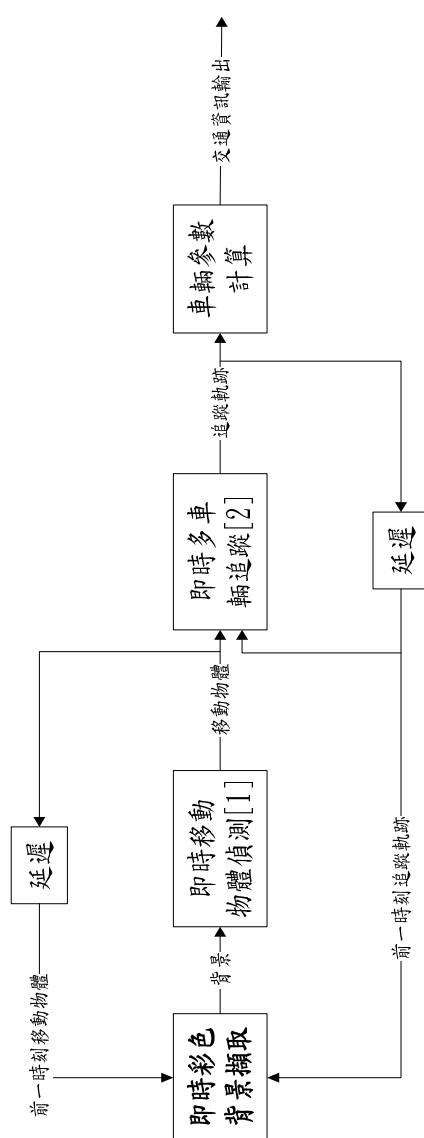 前一時刻移動物體
延遲
即時彩色
背景擷取
背景
即時移動
物體偵測[1]
移動物體
即時多車
輛追蹤[2]
追蹤軌跡
車輛參數
計算
交通資訊輸出
前一時刻追蹤軌跡
延遲